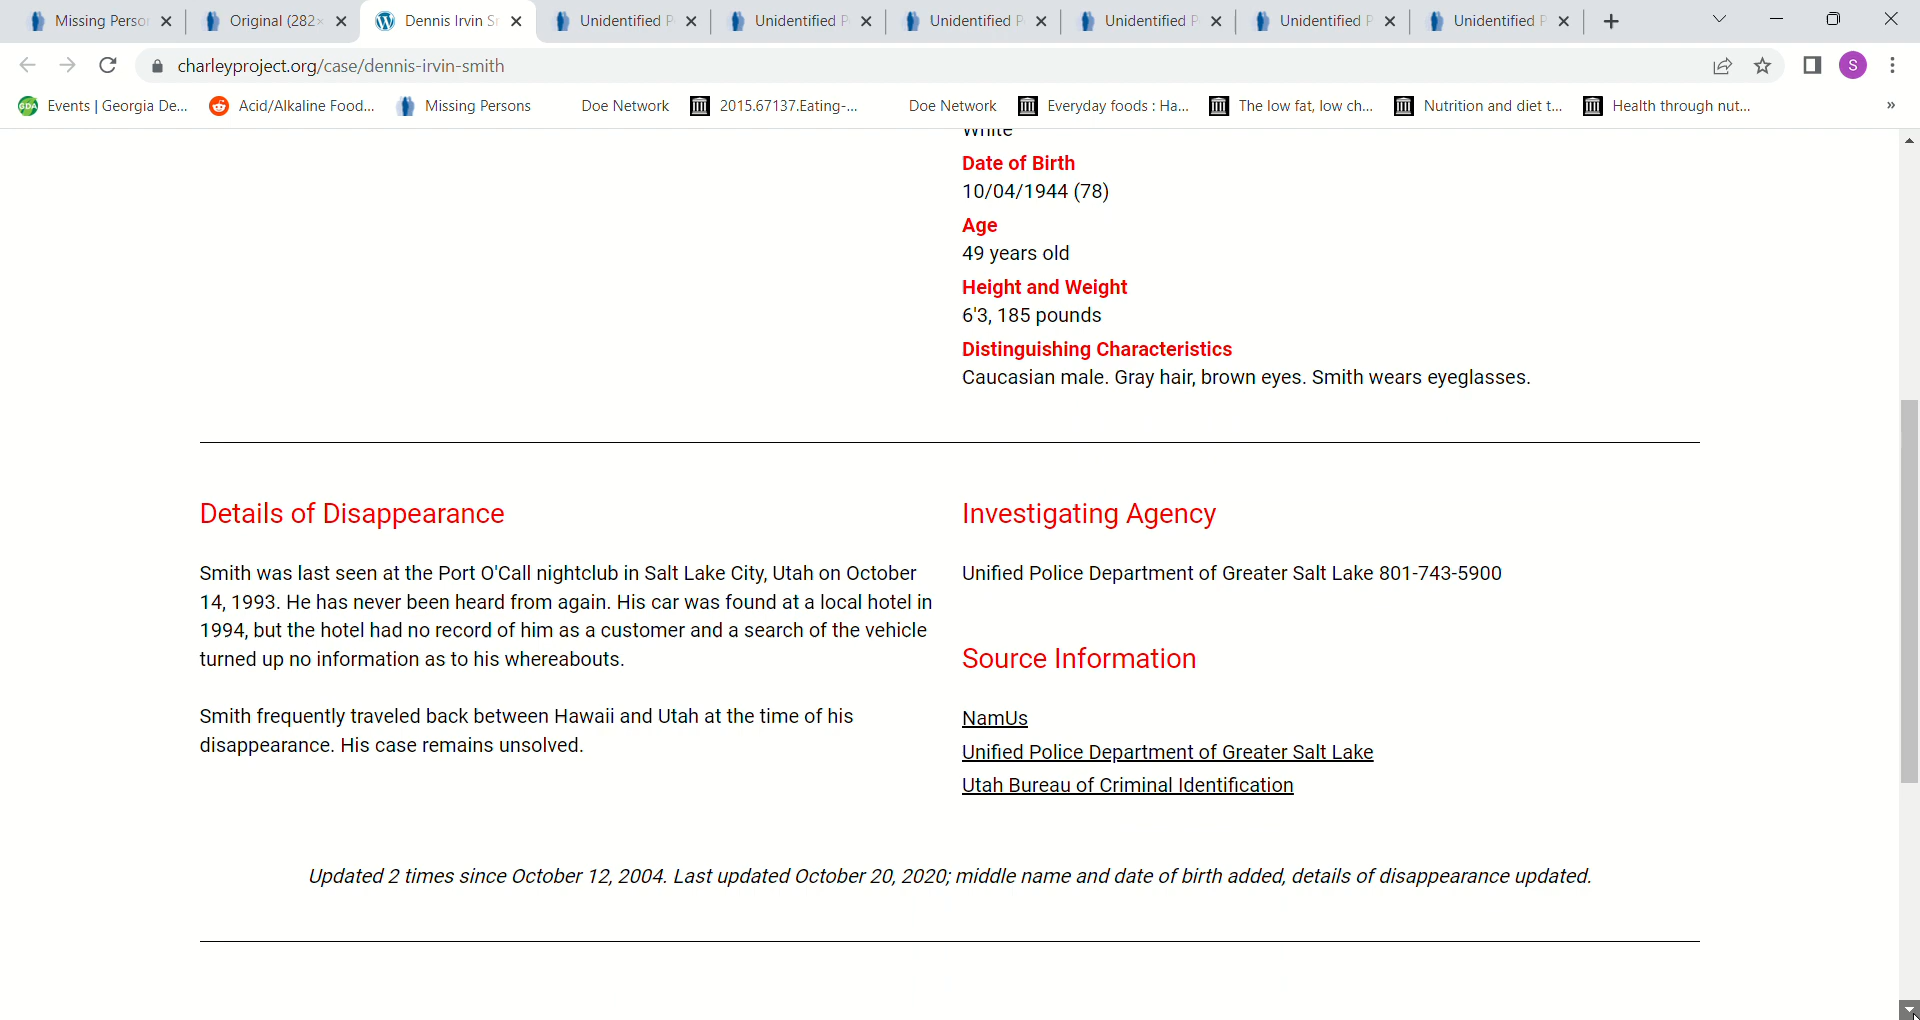 Missing Person
Original (282×
Dennis Irvin Sm
Unidentified P
Unidentified P
Unidentified P
Unidentified P
Unidentified P
Unidentified P
charleyproject.org/case/dennis-irvin-smith
S
GDA
Events | Georgia De...
Acid/Alkaline Food...
Missing Persons
Doe Network
2015.67137.Eating-...
Doe Network
Everyday foods : Ha...
The low fat, low ch...
Nutrition and diet t...
Health through nut...
»
White
Date of Birth
10/04/1944 (78)
Age
49 years old
Height and Weight
6'3, 185 pounds
Distinguishing Characteristics
Caucasian male. Gray hair, brown eyes. Smith wears eyeglasses.
Details of Disappearance
Smith was last seen at the Port O'Call nightclub in Salt Lake City, Utah on October
14, 1993. He has never been heard from again. His car was found at a local hotel in
1994, but the hotel had no record of him as a customer and a search of the vehicle
turned up no information as to his whereabouts.
Smith frequently traveled back between Hawaii and Utah at the time of his
disappearance. His case remains unsolved.
Investigating Agency
Unified Police Department of Greater Salt Lake 801-743-5900
Source Information
NamUs
Unified Police Department of Greater Salt Lake
Utah Bureau of Criminal Identification
Updated 2 times since October 12, 2004. Last updated October 20, 2020; middle name and date of birth added, details of disappearance updated.